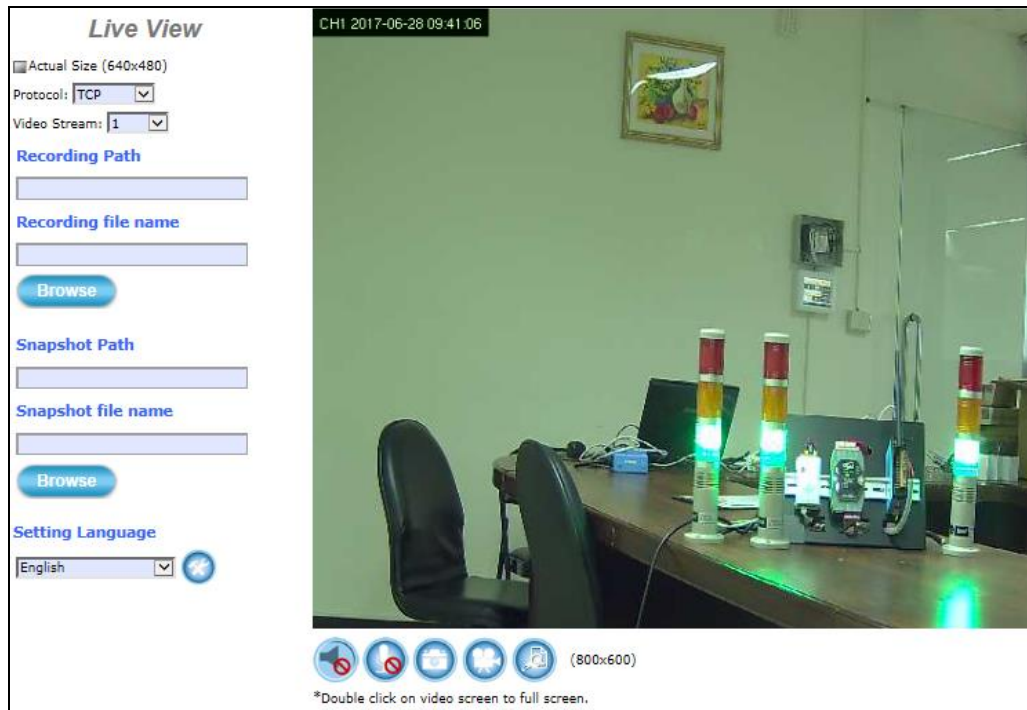 Live View
Actual Size (640x480)
Protocol: TCP
Video Stream: 1
Recording Path
Recording file name
Browse
Snapshot Path
Snapshot file name
Browse
Setting Language
English
CH1 2017-06-28 09:41:06
(800x600)
*Double click on video screen to full screen.